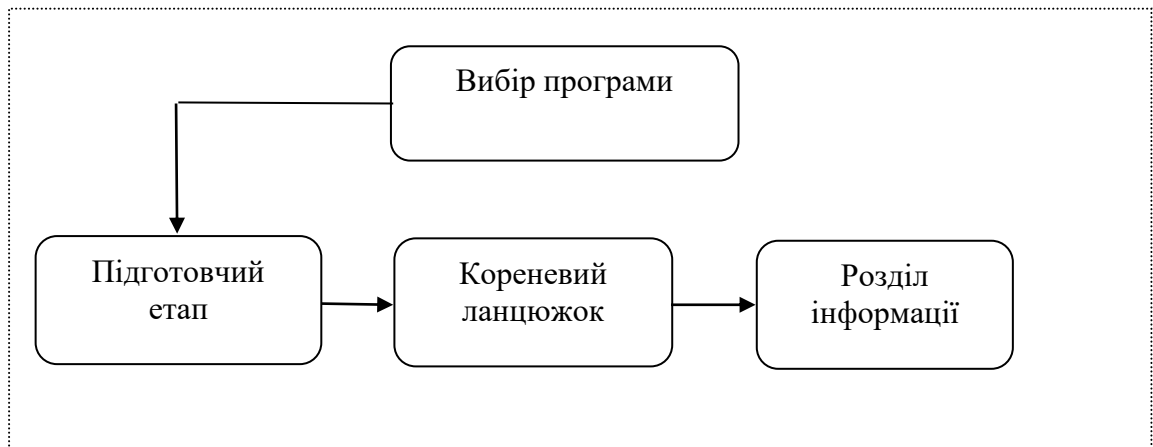 Вибір програми
Підготовчий
етап
Кореневий
ланцюжок
Розділ
інформації